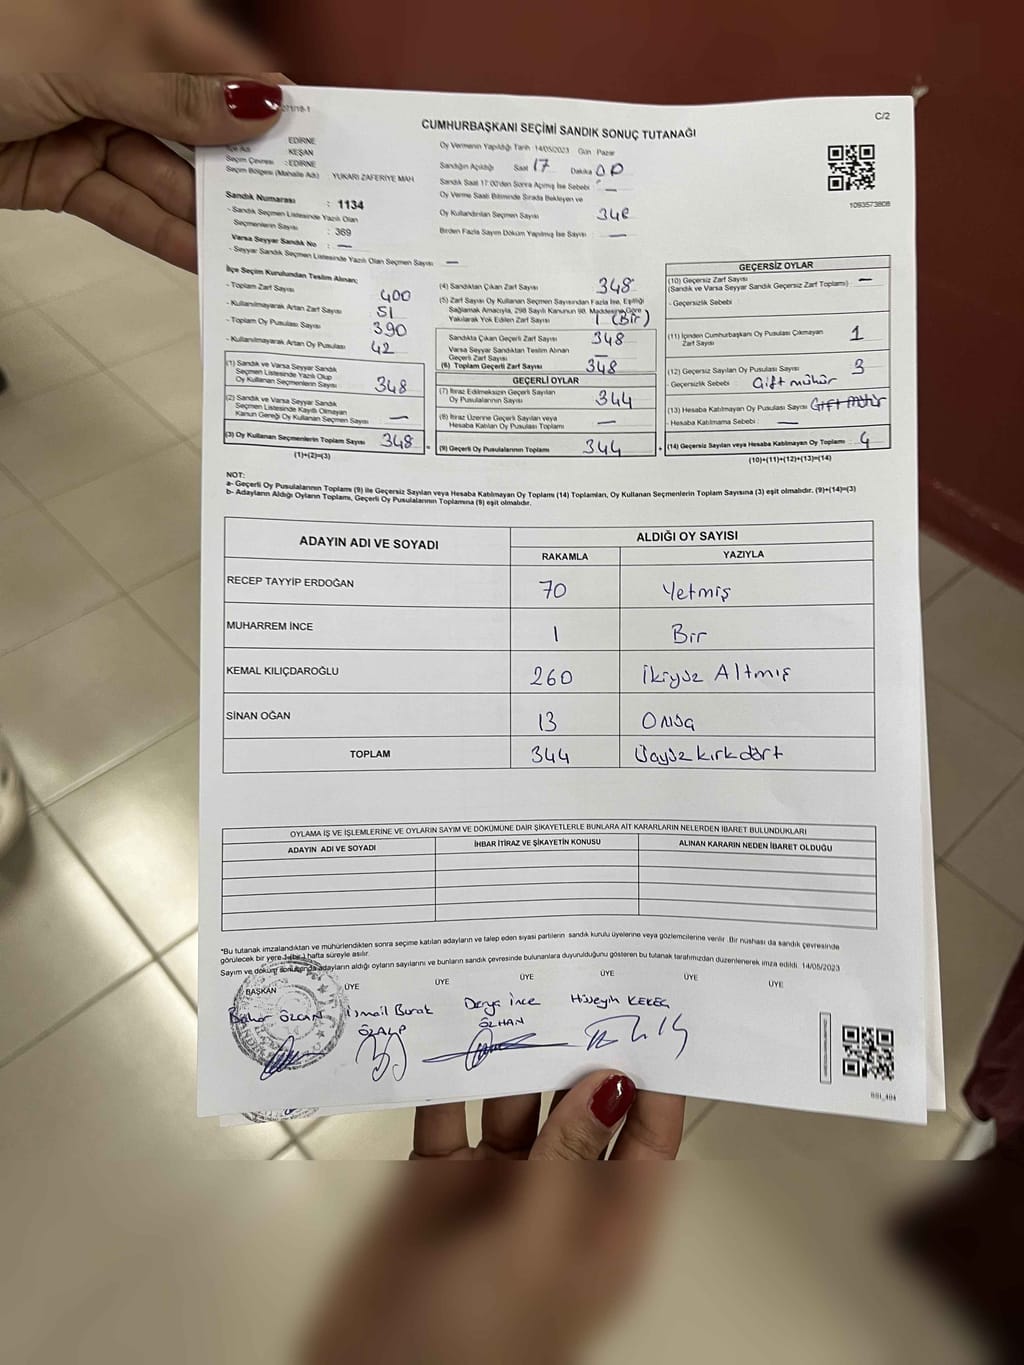 C/2
CUMHURBAŞKANI SEÇİMİ SANDIK SONUÇ TUTANAĞI
EDİRNE
KEŞAN
Seçim Çevresi : EDİRNE
Seçim Bölgesi (Mahalle Adı) : YUKARI ZAFERİYE MAH
Oy Vermenin Yapıldığı Tarih 14/05/2023 Gün : Pazar
Sandığın Açıldığı Saat 17 Dakika
Sandık Saat 17:00'den Sonra Açılmış İse Sebebi : —
Oy Verme Saati Bitiminde Sırada Bekleyen ve
Oy Kullandırılan Seçmen Sayısı
Birden Fazla Sayım Döküm Yapılmış İse Sayısı : —
1093573808
Sandık Numarası : 1134
- Sandık Seçmen Listesinde Yazılı Olan
Seçmenlerin Sayısı : 369
Varsa Seyyar Sandık No : —
- Seyyar Sandık Seçmen Listesinde Yazılı Olan Seçmen Sayısı : —
İlçe Seçim Kurulundan Teslim Alınan;
- Toplam Zarf Sayısı 400
- Kullanılmayarak Artan Zarf Sayısı 51
- Toplam Oy Pusulası Sayısı 390
- Kullanılmayarak Artan Oy Pusulası 42
(1) Sandık ve Varsa Seyyar Sandık
Seçmen Listesinde Yazılı Olup
Oy Kullanan Seçmenlerin Sayısı 348
(2) Sandık ve Varsa Seyyar Sandık
Seçmen Listesinde Kayıtlı Olmayan
Kanun Gereği Oy Kullanan Seçmen Sayısı —
(3) Oy Kullanan Seçmenlerin Toplam Sayısı 348
(1)+(2)=(3)
(4) Sandıktan Çıkan Zarf Sayısı 348
(5) Zarf Sayısı Oy Kullanan Seçmen Sayısından Fazla İse, Eşitliği
Sağlamak Amacıyla, 298 Sayılı Kanunun 98. Maddesine Göre
Yakılarak Yok Edilen Zarf Sayısı 1 (Bir)
Sandıkta Çıkan Geçerli Zarf Sayısı 348
Varsa Seyyar Sandıktan Teslim Alınan
Geçerli Zarf Sayısı —
(6) Toplam Geçerli Zarf Sayısı 348
GEÇERLİ OYLAR
(7) İtiraz Edilmeksizin Geçerli Sayılan
Oy Pusulalarının Sayısı 344
(8) İtiraz Üzerine Geçerli Sayılan veya
Hesaba Katılan Oy Pusulası Toplamı —
(9) Geçerli Oy Pusulalarının Toplamı 344
GEÇERSİZ OYLAR
(10) Geçersiz Zarf Sayısı —
(Sandık ve Varsa Seyyar Sandık Geçersiz Zarf Toplamı)
- Geçersizlik Sebebi :
(11) İçinden Cumhurbaşkanı Oy Pusulası Çıkmayan
Zarf Sayısı : 1
(12) Geçersiz Sayılan Oy Pusulası Sayısı : 3
- Geçersizlik Sebebi : Çift mühür
(13) Hesaba Katılmayan Oy Pusulası Sayısı Çift mühür
- Hesaba Katılmama Sebebi : —
(14) Geçersiz Sayılan veya Hesaba Katılmayan Oy Toplamı : 4
(10)+(11)+(12)+(13)=(14)
NOT:
a- Geçerli Oy Pusulalarının Toplamı (9) ile Geçersiz Sayılan veya Hesaba Katılmayan Oy Toplamı (14) Toplamları, Oy Kullanan Seçmenlerin Toplam Sayısına (3) eşit olmalıdır. (9)+(14)=(3)
b- Adayların Aldığı Oyların Toplamı, Geçerli Oy Pusulalarının Toplamına (9) eşit olmalıdır.
ADAYIN ADI VE SOYADI ALDIĞI OY SAYISI
RAKAMLA YAZIYLA
RECEP TAYYİP ERDOĞAN 70 Yetmiş
MUHARREM İNCE 1 Bir
KEMAL KILIÇDAROĞLU 260 İkiyüz Altmış
SİNAN OĞAN 13 Onüç
TOPLAM 344 Üçyüzkırkdört
OYLAMA İŞ VE İŞLEMLERİNE VE OYLARIN SAYIM VE DÖKÜMÜNE DAİR ŞİKAYETLERLE BUNLARA AİT KARARLARIN NELERDEN İBARET BULUNDUKLARI
ADAYIN ADI VE SOYADI İHBAR İTİRAZ VE ŞİKAYETİN KONUSU ALINAN KARARIN NEDEN İBARET OLDUĞU
*Bu tutanak imzalandıktan ve mühürlendikten sonra seçime katılan adayların ve talep eden siyasi partilerin sandık kurulu üyelerine veya gözlemcilerine verilir. Bir nüshası da sandık çevresinde
görülecek bir yere 1 (bir) hafta süreyle asılır.
Sayım ve döküm sonucunda adayların aldığı oyların sayılarını ve bunların sandık çevresinde bulunanlara duyurulduğunu gösteren bu tutanak tarafımızdan düzenlenerek imza edildi. 14/05/2023
BAŞKAN ÜYE ÜYE ÜYE ÜYE ÜYE ÜYE
Bahar ÖZCAN İsmail Burak ÖZALP Derya İnce ÖZHAN Hüseyin KEKEÇ